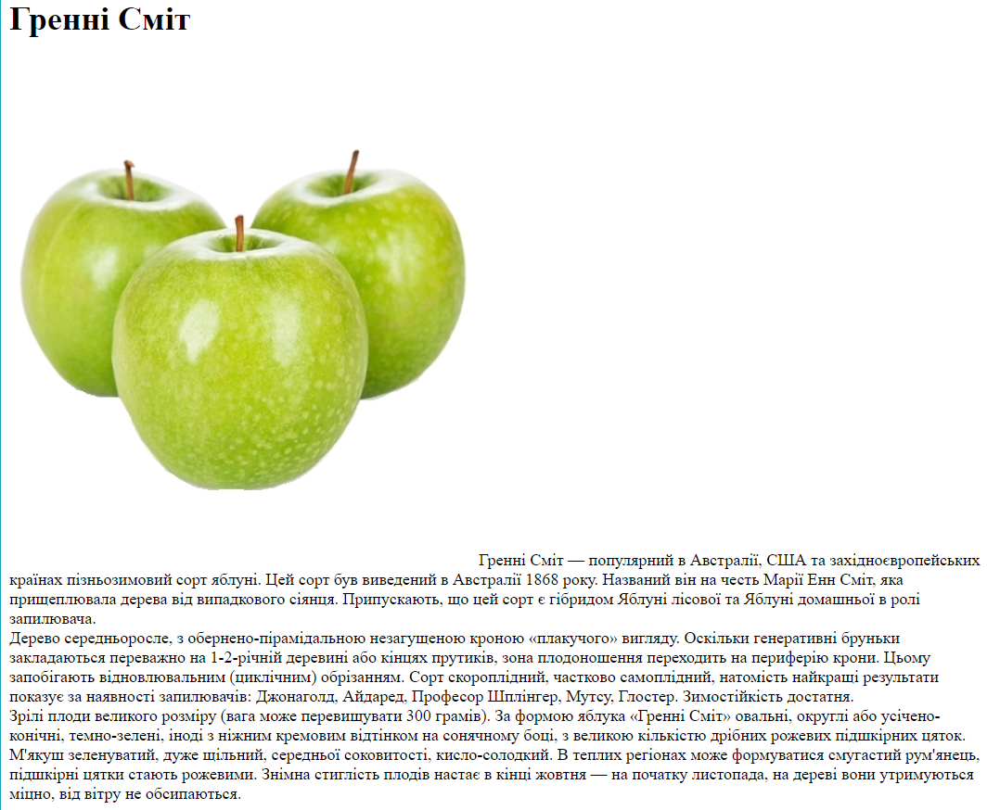 Гренні Сміт
Гренні Сміт — популярний в Австралії, США та західноєвропейських
країнах пізньозимовий сорт яблуні. Цей сорт був виведений в Австралії 1868 року. Названий він на честь Марії Енн Сміт, яка
прищеплювала дерева від випадкового сіянця. Припускають, що цей сорт є гібридом Яблуні лісової та Яблуні домашньої в ролі
запилювача.
Дерево середньоросле, з обернено-пірамідальною незагущеною кроною «плакучого» вигляду. Оскільки генеративні бруньки
закладаються переважно на 1-2-річній деревині або кінцях прутиків, зона плодоношення переходить на периферію крони. Цьому
запобігають відновлювальним (циклічним) обрізанням. Сорт скороплідний, частково самоплідний, натомість найкращі результати
показує за наявності запилювачів: Джонаголд, Айдаред, Професор Шплінгер, Мутсу, Глостер. Зимостійкість достатня.
Зрілі плоди великого розміру (вага може перевищувати 300 грамів). За формою яблука «Гренні Сміт» овальні, округлі або усічено-
конічні, темно-зелені, іноді з ніжним кремовим відтінком на сонячному боці, з великою кількістю дрібних рожевих підшкірних цяток.
М'якуш зеленуватий, дуже щільний, середньої соковитості, кисло-солодкий. В теплих регіонах може формуватися смугастий рум'янець,
підшкірні цятки стають рожевими. Знімна стиглість плодів настає в кінці жовтня — на початку листопада, на дереві вони утримуються
міцно, від вітру не обсипаються.